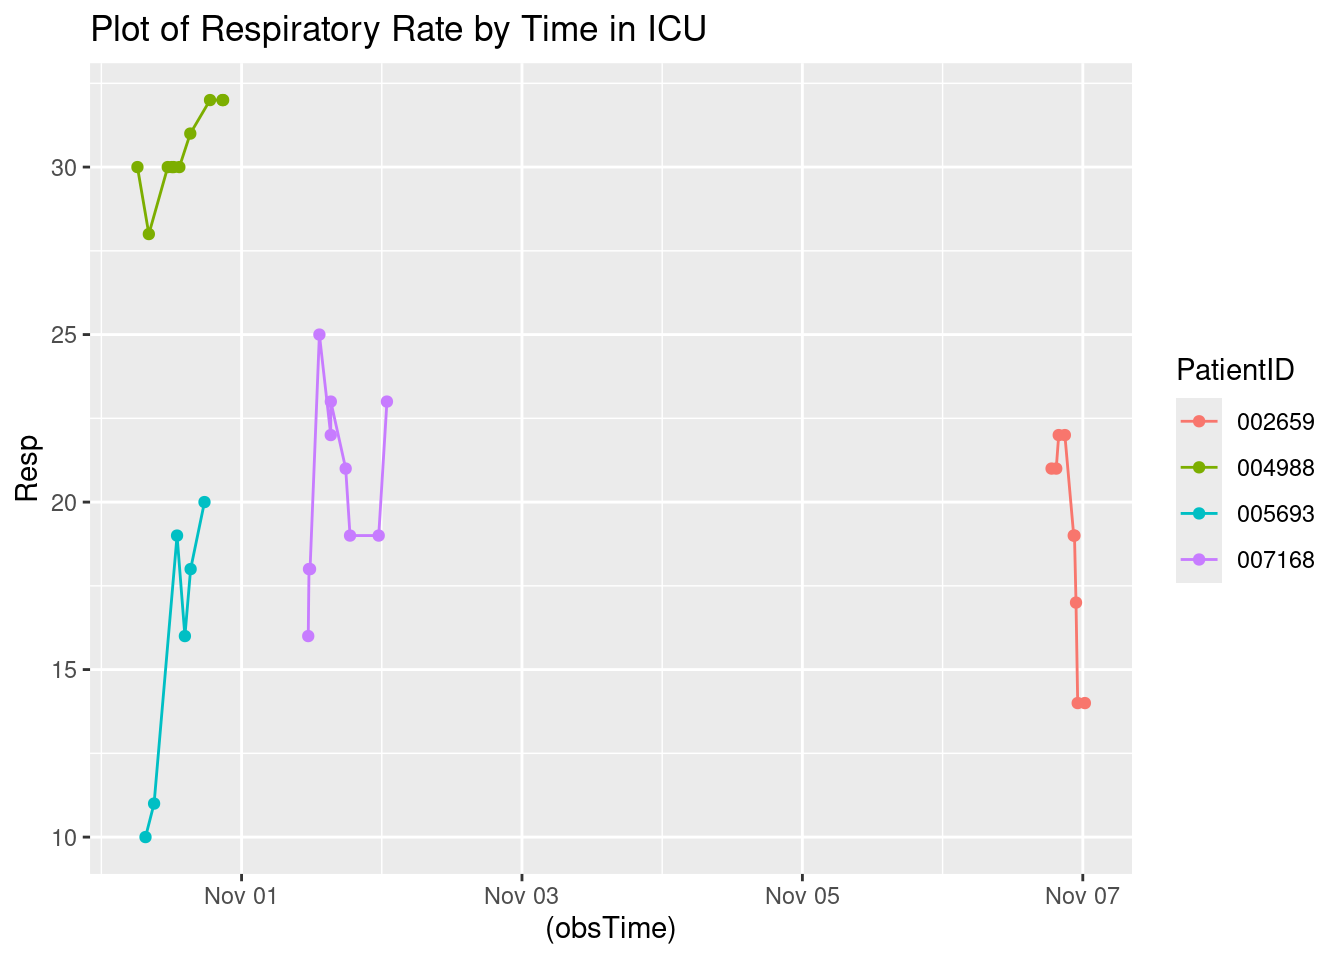 Plot of Respiratory Rate by Time in ICU
30
25
20
15
10
Resp
Nov 01
Nov 03
Nov 05
Nov 07
(obsTime)
PatientID
002659
004988
005693
007168